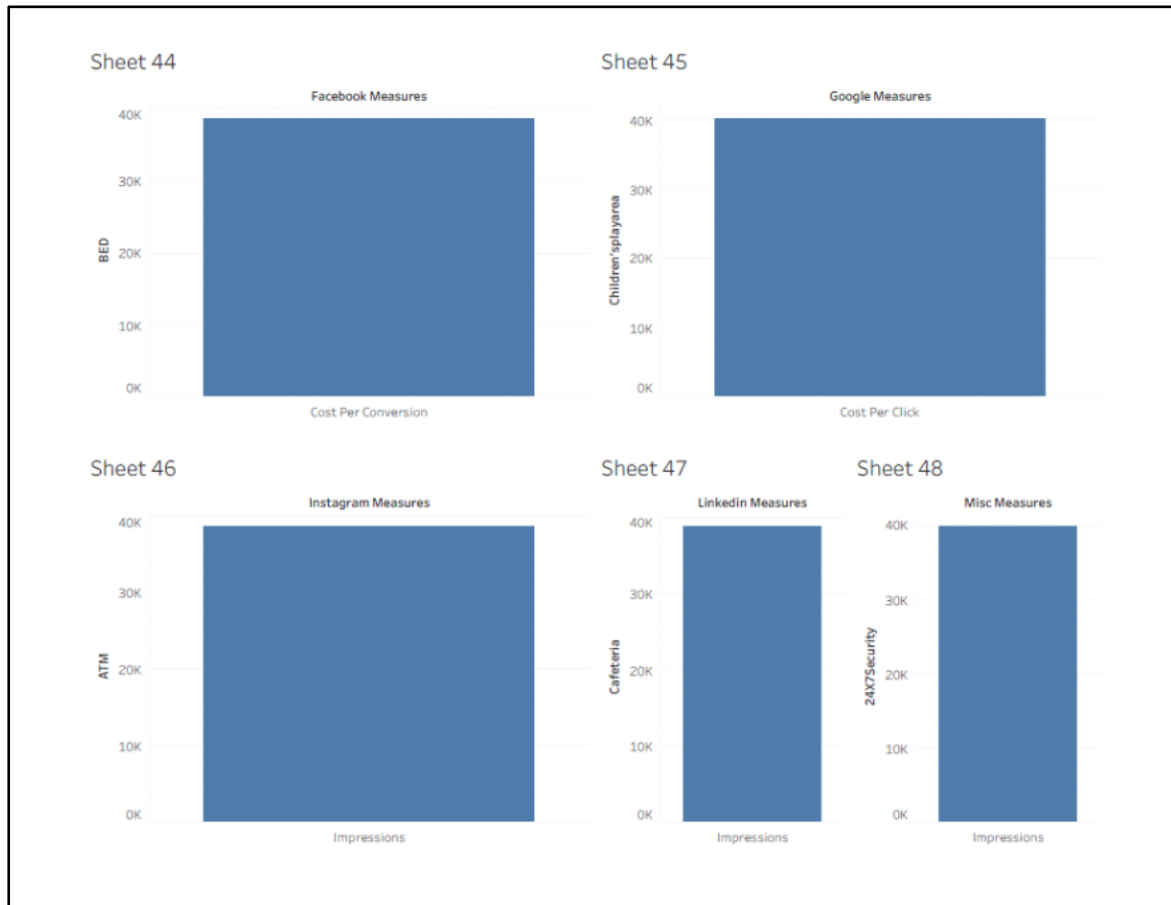 Sheet 44
Facebook Measures
BED
40K
30K
20K
10K
0K
Cost Per Conversion
Sheet 45
Google Measures
Children'splayarea
40K
30K
20K
10K
0K
Cost Per Click
Sheet 46
Instagram Measures
ATM
40K
30K
20K
10K
0K
Impressions
Sheet 47
Linkedin Measures
Cafeteria
40K
30K
20K
10K
0K
Impressions
Sheet 48
Misc Measures
24X7Security
40K
30K
20K
10K
0K
Impressions